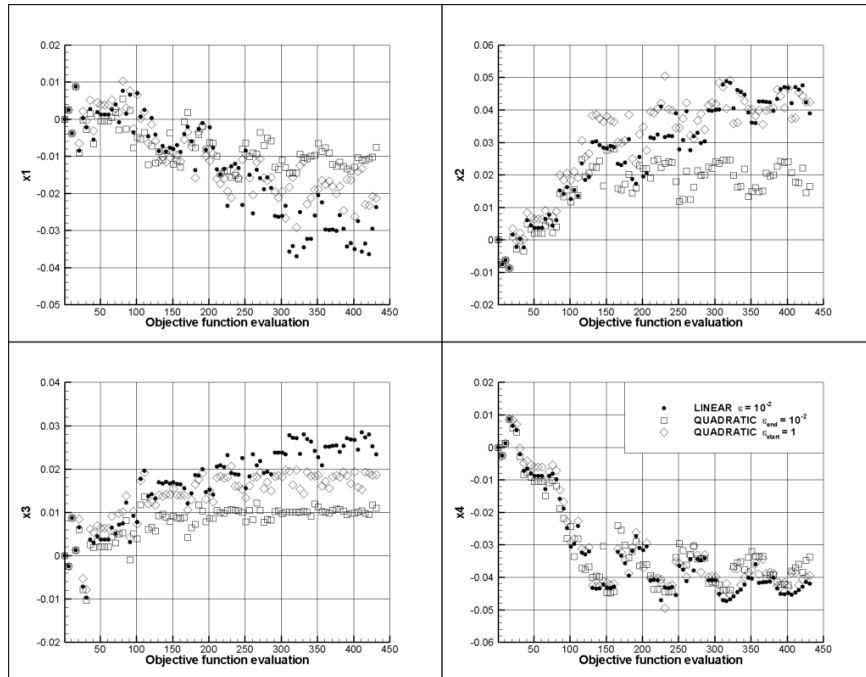 0.02
0.01
0
-0.01
-0.02
-0.03
-0.04
-0.05
x1
50 100 150 200 250 300 350 400 450
Objective function evaluation
0.06
0.05
0.04
0.03
0.02
0.01
0
-0.01
-0.02
x2
50 100 150 200 250 300 350 400 450
Objective function evaluation
0.04
0.03
0.02
0.01
0
-0.01
-0.02
x3
50 100 150 200 250 300 350 400 450
Objective function evaluation
0.02
0.01
0
-0.01
-0.02
-0.03
-0.04
-0.05
-0.06
x4
LINEAR ε = 10⁻²
QUADRATIC ε_end = 10⁻²
QUADRATIC ε_start = 1
50 100 150 200 250 300 350 400 450
Objective function evaluation